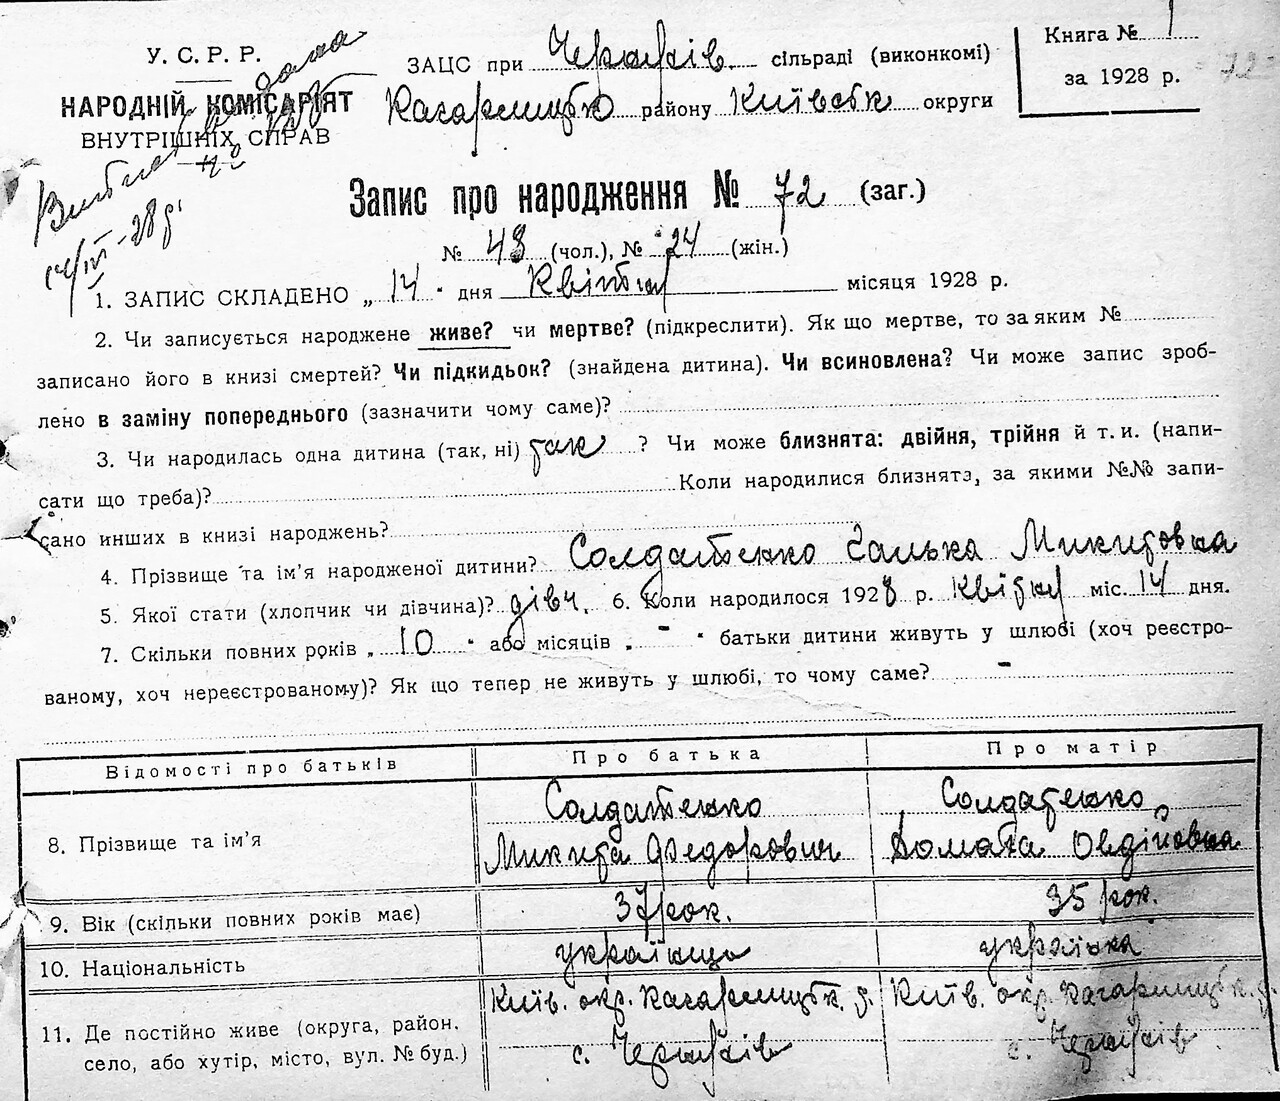 У. С. Р. Р.
НАРОДНІЙ КОМІСАРІЯТ
ВНУТРІШНІХ СПРАВ
ЗАЦС при Черняхів. сільраді (виконкомі)
Кагарлицьк району Київськ округи
Книга № 1
за 1928 р.
72
Запис про народження № 72 (заг.)
№ 48 (чол.), № 24 (жін.)
1. ЗАПИС СКЛАДЕНО „ 14 " дня Квітня місяця 1928 р.
2. Чи записується народжене живе? чи мертве? (підкреслити). Як що мертве, то за яким №
записано його в книзі смертей? Чи підкидьок? (знайдена дитина). Чи всиновлена? Чи може запис зроб-
лено в заміну попереднього (зазначити чому саме)?
3. Чи народилась одна дитина (так, ні) так ? Чи може близнята: двійня, трійня й т. и. (напи-
сати що треба)? Коли народилися близнята, за якими №№ запи-
сано инших в книзі народжень?
4. Прізвище та ім'я народженої дитини? Солдатенко Галька Микитовна
5. Якої стати (хлопчик чи дівчина)? дівч. 6. Коли народилося 1928 р. квітня міс. 14 дня.
7. Скільки повних років „ 10 " або місяців „ - " батьки дитини живуть у шлюбі (хоч реєстро-
ваному, хоч нереєстрованому)? Як що тепер не живуть у шлюбі, то чому саме? -
Відомості про батьків Про батька Про матір
8. Прізвище та ім'я Солдатенко Микита Федорович Солдатенко Домаха Овдіївна
9. Вік (скільки повних років має) 37 рок. 35 рок.
10. Національність українць українка
11. Де постійно живе (округа, район, Київ. окр. Кагарлицьк. р. Київ. окр. Кагарлицьк. р.
село, або хутір, місто, вул. № буд.) с. Черняхів с. Черняхів